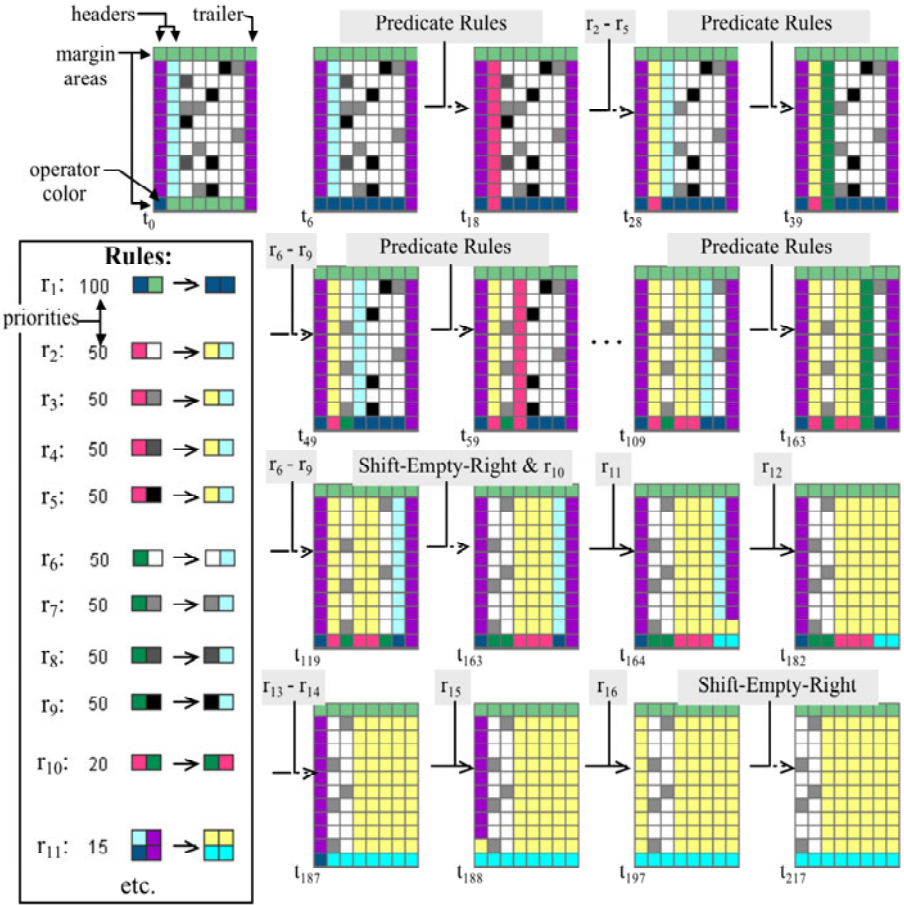 headers
trailer
margin
areas
operator
color
t0
Predicate Rules
r2 - r5
Predicate Rules
t6
t18
t28
t39
Rules:
r1: 100
priorities
r2: 50
r3: 50
r4: 50
r5: 50
r6: 50
r7: 50
r8: 50
r9: 50
r10: 20
r11: 15
etc.
r6 - r9
Predicate Rules
Predicate Rules
...
t49
t59
t109
t163
r6 - r9
Shift-Empty-Right & r10
r11
r12
t119
t163
t164
t182
r13 - r14
r15
r16
Shift-Empty-Right
t187
t188
t197
t217